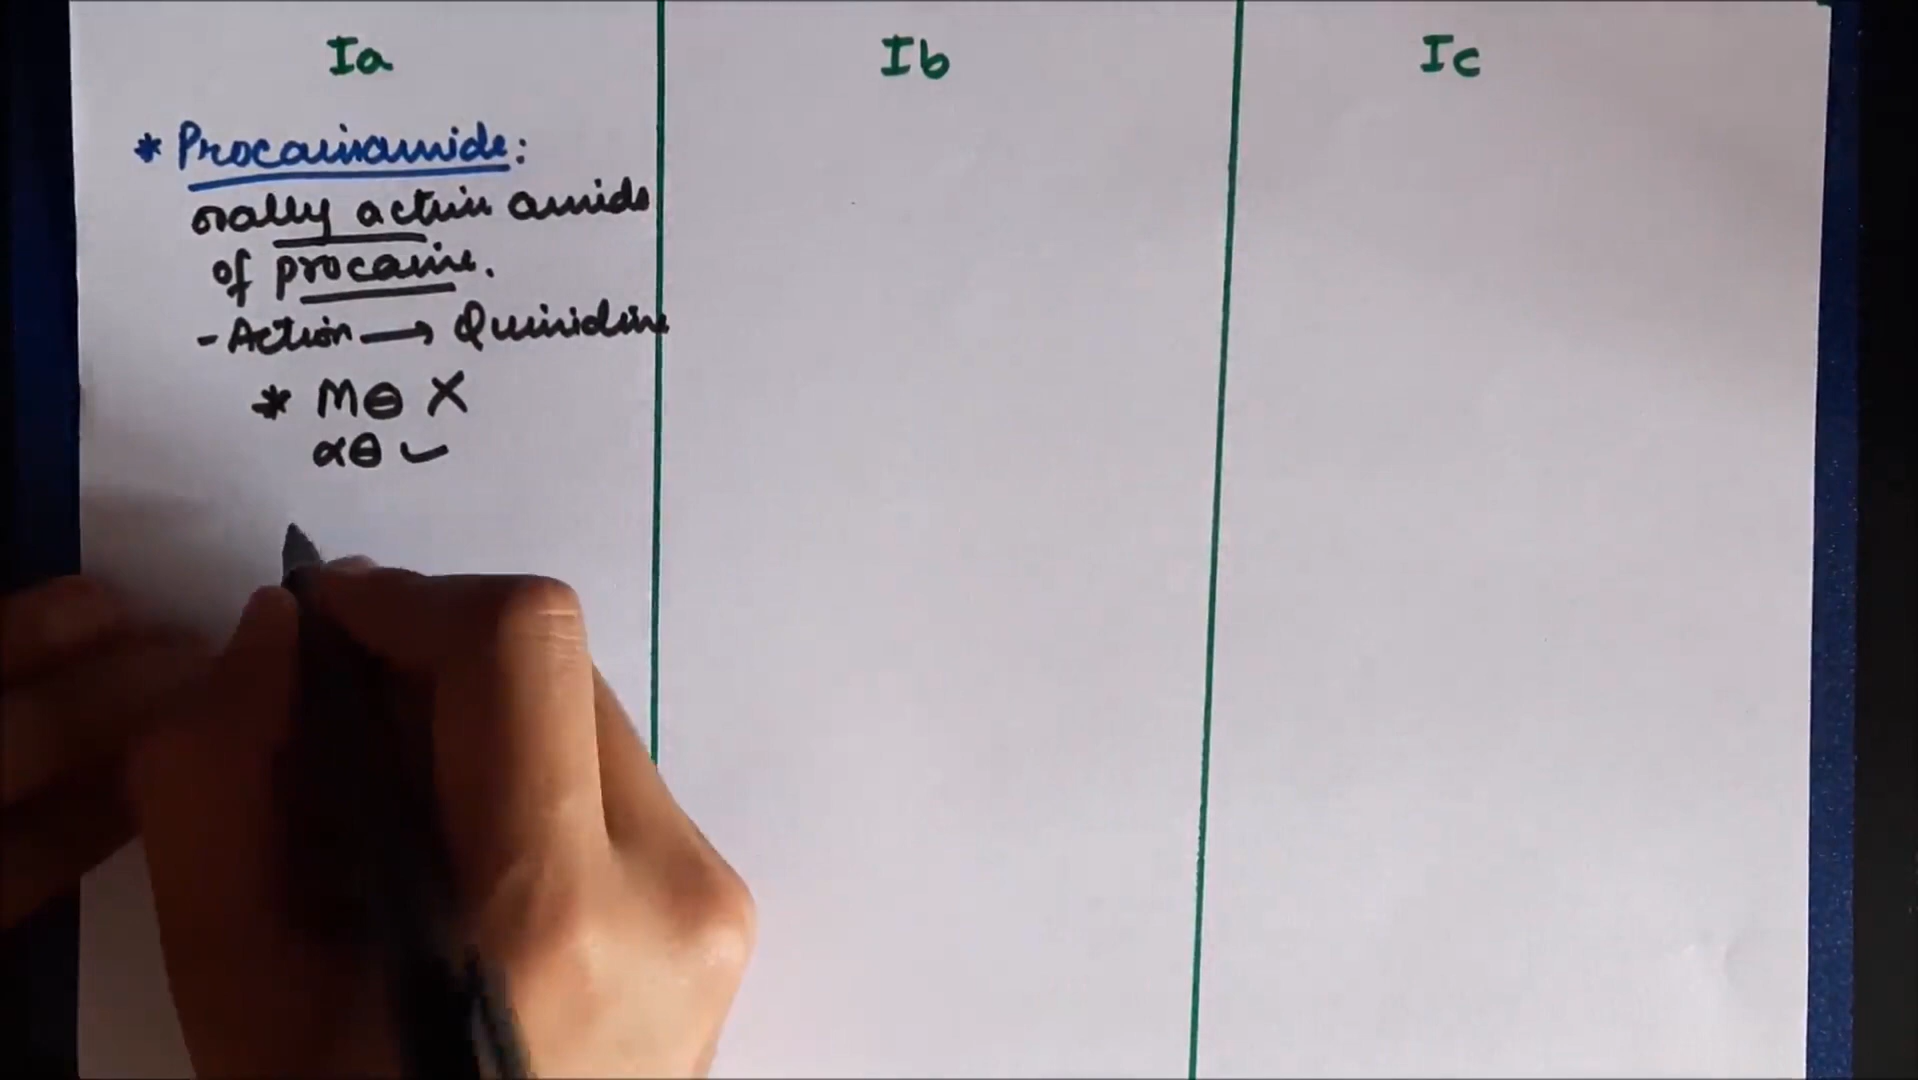 Ia
Ib
Ic
* Procainamide:
orally active amide
of procaine.
- Action → Quinidine
* M⊖ X
α⊖ ✓